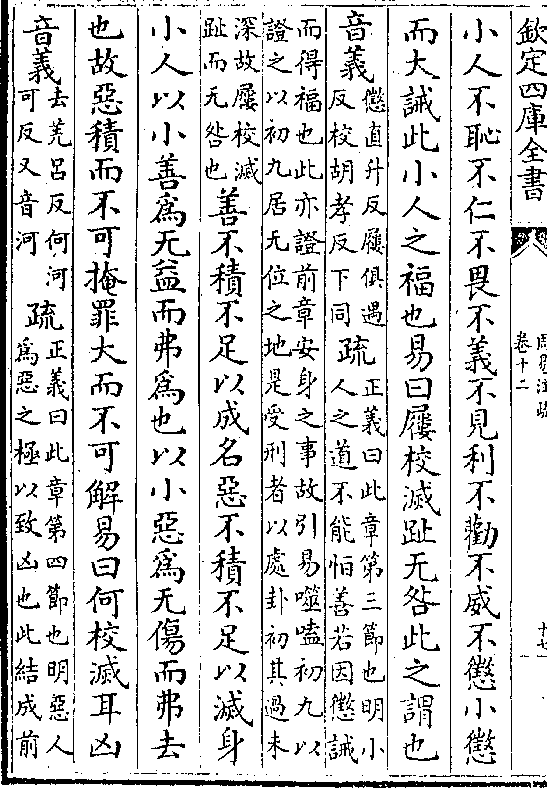 欽定四庫全書
周易注疏
卷十二
十七
小人不恥不仁不畏不義不見利不勸不威不懲小懲
而大誡此小人之福也易曰屨校滅趾无咎此之謂也
音義
懲直升反屨俱遇
反校胡孝反下同
疏
正義曰此章第三節也明小
人之道不能怕善若因懲誡
而得福也此亦證前章安身之事故引易噬嗑初九以
證之以初九居无位之地是受刑者以處卦初其過未
深故屨校滅
趾而无咎也
善不積不足以成名惡不積不足以滅身
小人以小善爲无益而弗爲也以小惡爲无傷而弗去
也故惡積而不可掩罪大而不可解易曰何校滅耳凶
音義
去羌呂反何河
可反又音河
疏
正義曰此章第四節也明惡人
爲惡之極以致凶也此結成前